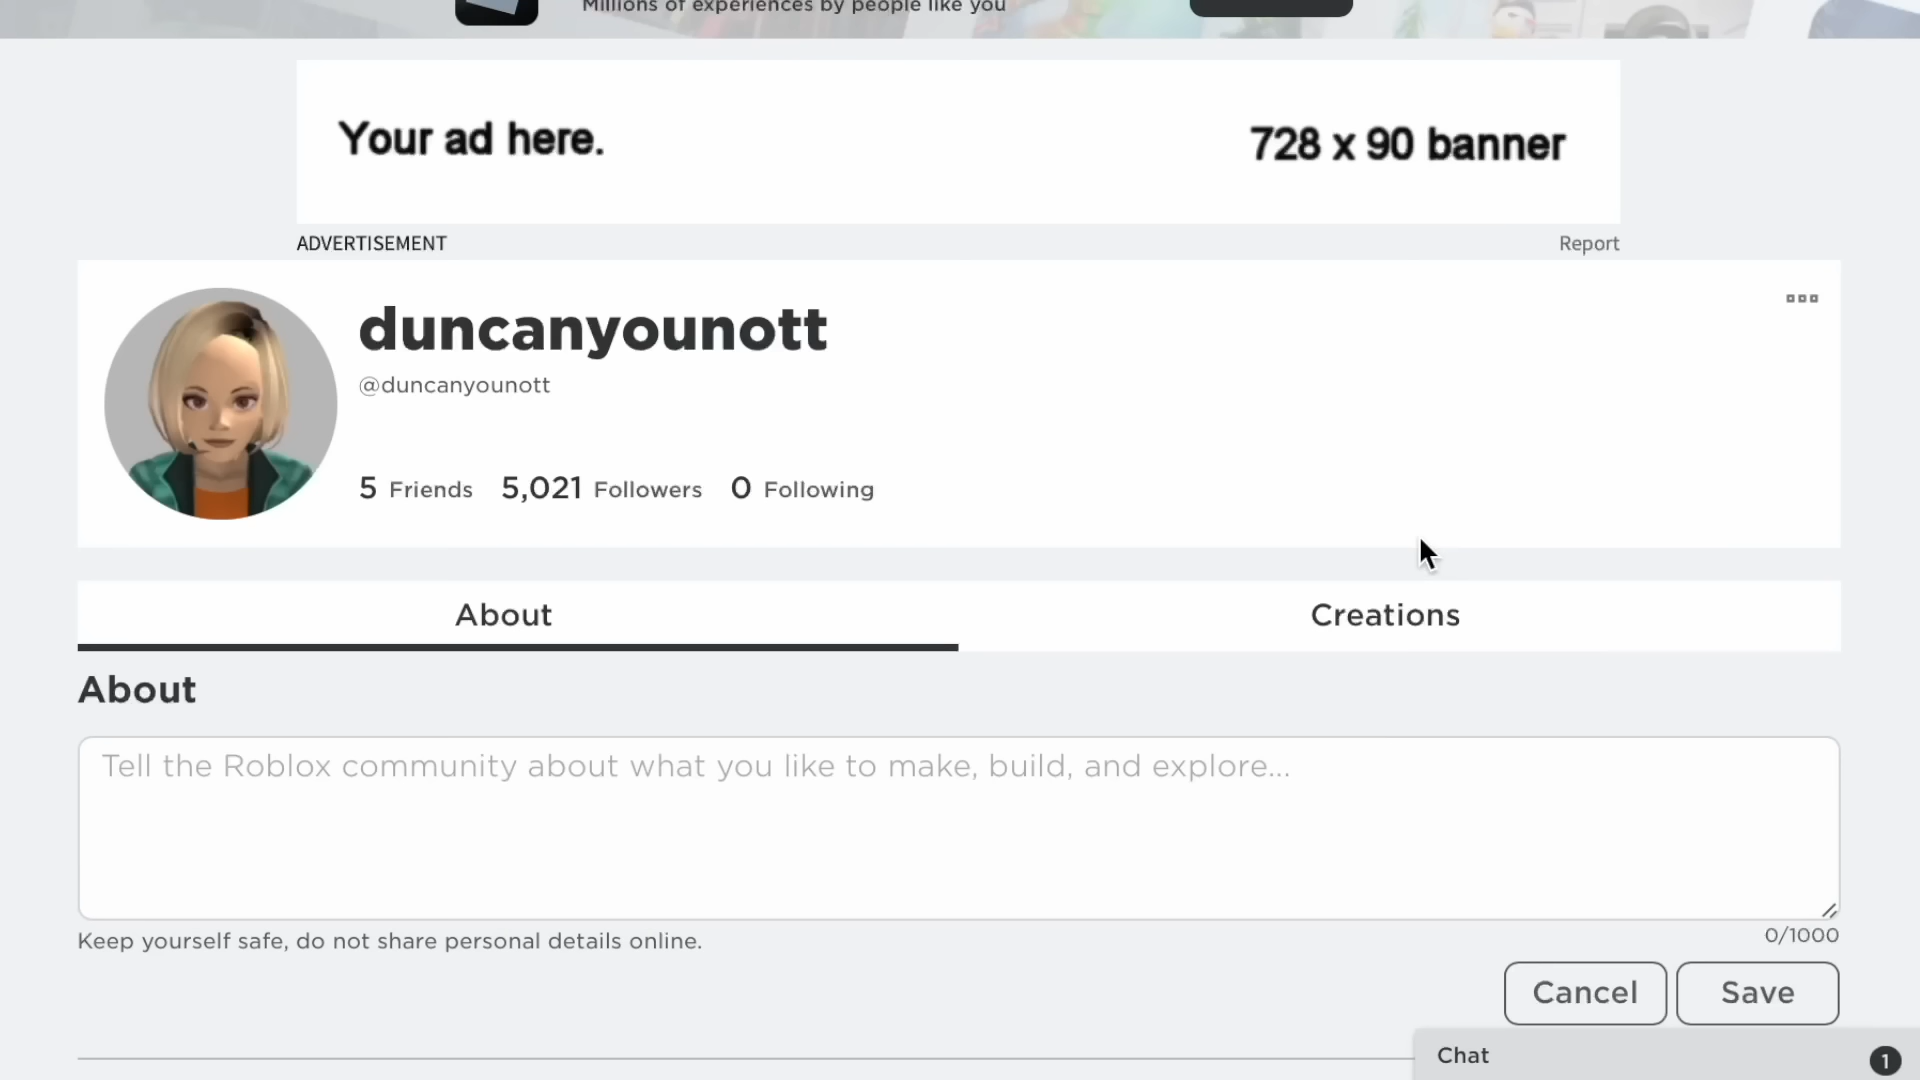 Millions of experiences by people like you
Your ad here.
728 x 90 banner
ADVERTISEMENT
Report
duncanyounott
@duncanyounott
5 Friends 5,021 Followers 0 Following
About
Creations
About
Tell the Roblox community about what you like to make, build, and explore...
Keep yourself safe, do not share personal details online.
0/1000
Cancel
Save
Chat
1